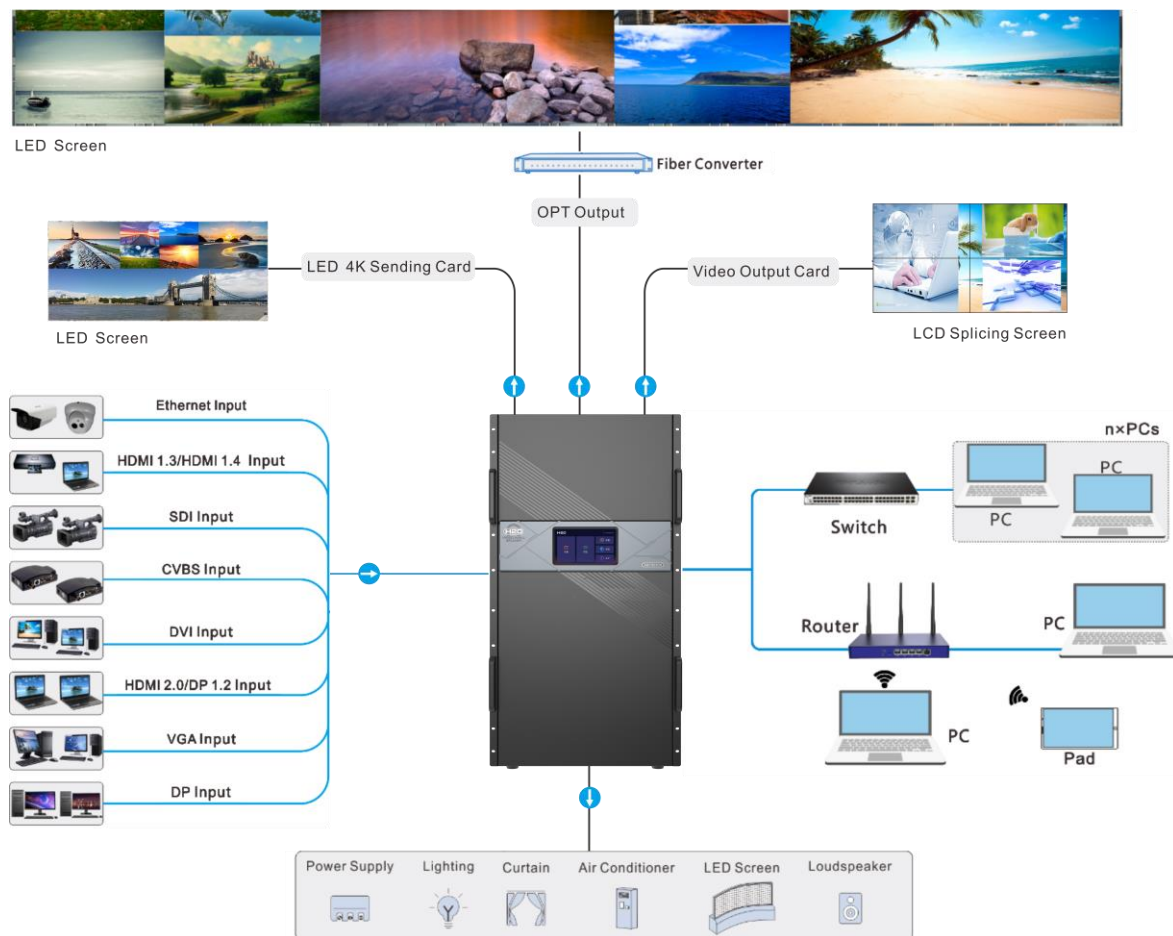 LED Screen
Fiber Converter
OPT Output
LED 4K Sending Card
Video Output Card
LED Screen
LCD Splicing Screen
Ethernet Input
HDMI 1.3/HDMI 1.4 Input
SDI Input
CVBS Input
DVI Input
HDMI 2.0/DP 1.2 Input
VGA Input
DP Input
n×PCs
PC
PC
Switch
Router
PC
PC
Pad
Power Supply
Lighting
Curtain
Air Conditioner
LED Screen
Loudspeaker